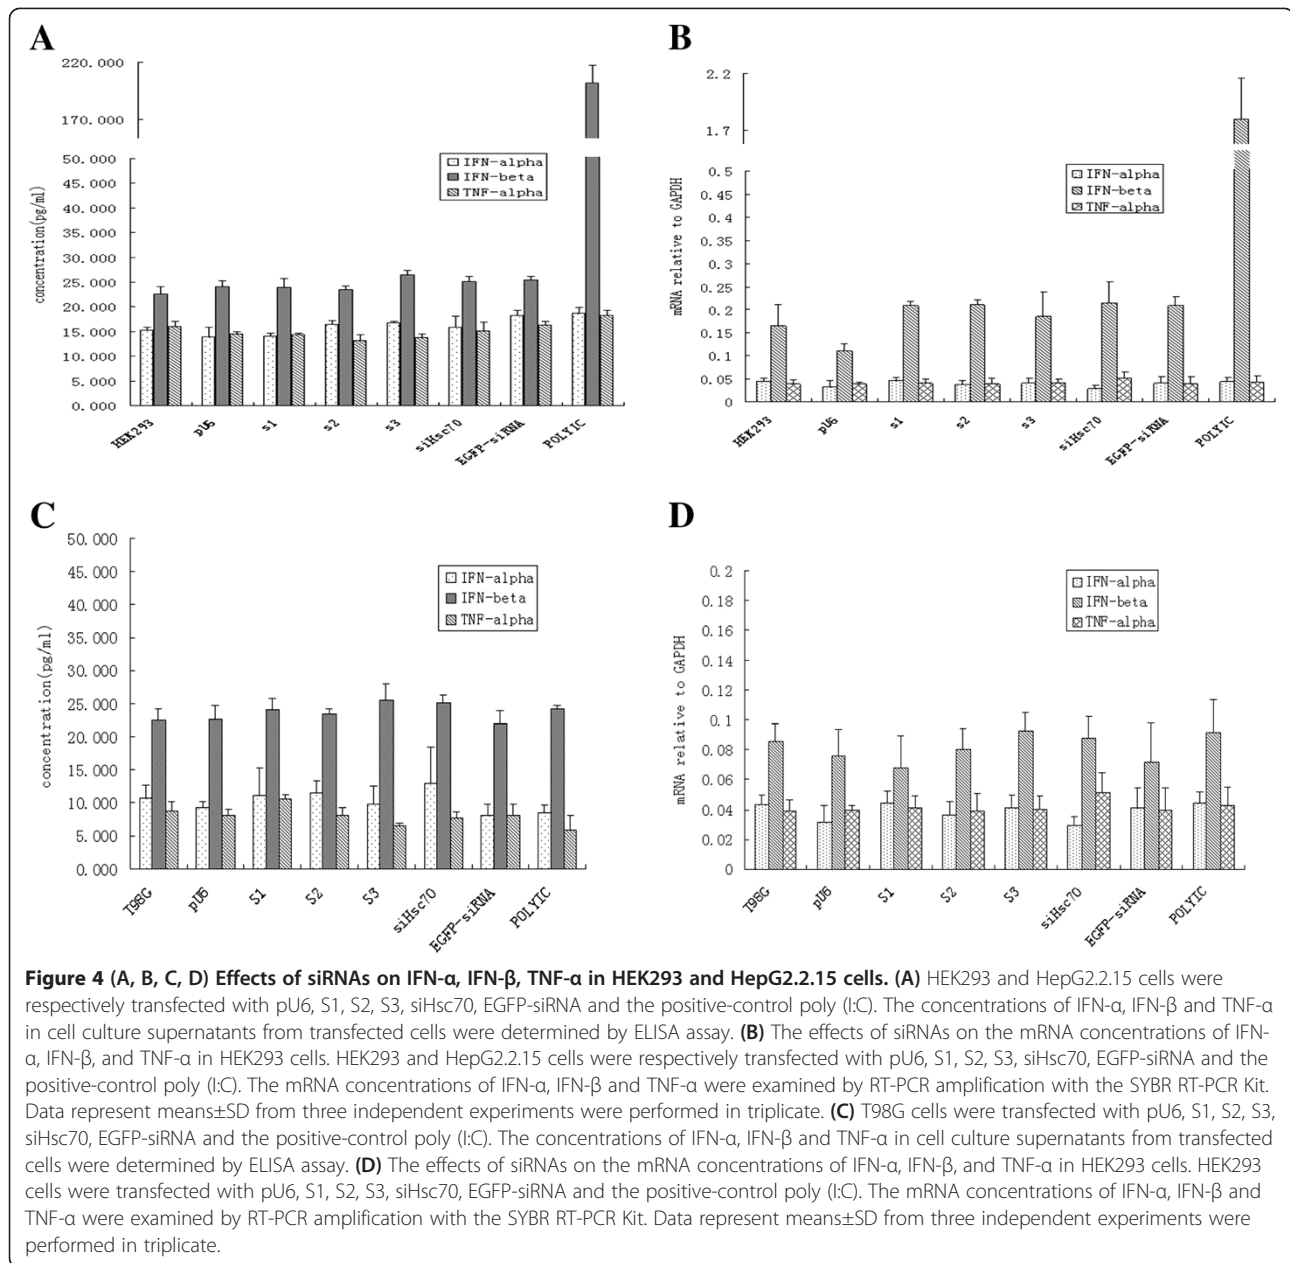 A
220.000
170.000
50.000
45.000
40.000
35.000
30.000
25.000
20.000
15.000
10.000
5.000
0.000
concentration(pg/ml)
IFN-alpha
IFN-beta
TNF-alpha
HEK293
pU6
s1
s2
s3
siHsc70
EGFP-siRNA
POLYIC
B
2.2
1.7
0.5
0.45
0.4
0.35
0.3
0.25
0.2
0.15
0.1
0.05
0
mRNA relative to GAPDH
IFN-alpha
IFN-beta
TNF-alpha
HEK293
pU6
s1
s2
s3
siHsc70
EGFP-siRNA
POLYIC
C
50.000
45.000
40.000
35.000
30.000
25.000
20.000
15.000
10.000
5.000
0.000
concentration(pg/ml)
IFN-alpha
IFN-beta
TNF-alpha
T98G
pU6
S1
S2
S3
siHsc70
EGFP-siRNA
POLYIC
D
0.2
0.18
0.16
0.14
0.12
0.1
0.08
0.06
0.04
0.02
0
mRNA relative to GAPDH
IFN-alpha
IFN-beta
TNF-alpha
T98G
pU6
S1
S2
S3
siHsc70
EGFP-siRNA
POLYIC
Figure 4 (A, B, C, D) Effects of siRNAs on IFN-α, IFN-β, TNF-α in HEK293 and HepG2.2.15 cells. (A) HEK293 and HepG2.2.15 cells were
respectively transfected with pU6, S1, S2, S3, siHsc70, EGFP-siRNA and the positive-control poly (I:C). The concentrations of IFN-α, IFN-β and TNF-α
in cell culture supernatants from transfected cells were determined by ELISA assay. (B) The effects of siRNAs on the mRNA concentrations of IFN-
α, IFN-β, and TNF-α in HEK293 cells. HEK293 and HepG2.2.15 cells were respectively transfected with pU6, S1, S2, S3, siHsc70, EGFP-siRNA and the
positive-control poly (I:C). The mRNA concentrations of IFN-α, IFN-β and TNF-α were examined by RT-PCR amplification with the SYBR RT-PCR Kit.
Data represent means±SD from three independent experiments were performed in triplicate. (C) T98G cells were transfected with pU6, S1, S2, S3,
siHsc70, EGFP-siRNA and the positive-control poly (I:C). The concentrations of IFN-α, IFN-β and TNF-α in cell culture supernatants from transfected
cells were determined by ELISA assay. (D) The effects of siRNAs on the mRNA concentrations of IFN-α, IFN-β, and TNF-α in HEK293 cells. HEK293
cells were transfected with pU6, S1, S2, S3, siHsc70, EGFP-siRNA and the positive-control poly (I:C). The mRNA concentrations of IFN-α, IFN-β and
TNF-α were examined by RT-PCR amplification with the SYBR RT-PCR Kit. Data represent means±SD from three independent experiments were
performed in triplicate.